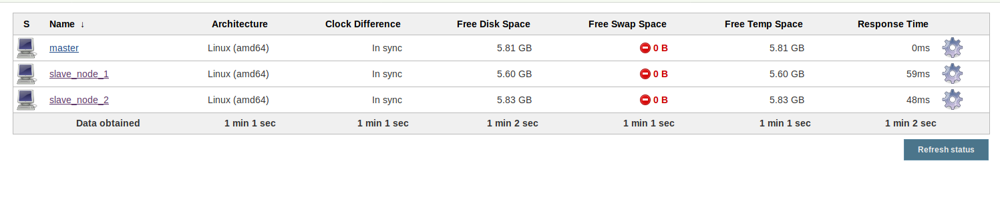 S Name ↓ Architecture Clock Difference Free Disk Space Free Swap Space Free Temp Space Response Time
master Linux (amd64) In sync 5.81 GB 0 B 5.81 GB 0ms
slave_node_1 Linux (amd64) In sync 5.60 GB 0 B 5.60 GB 59ms
slave_node_2 Linux (amd64) In sync 5.83 GB 0 B 5.83 GB 48ms
Data obtained 1 min 1 sec 1 min 1 sec 1 min 2 sec 1 min 1 sec 1 min 1 sec 1 min 2 sec
Refresh status